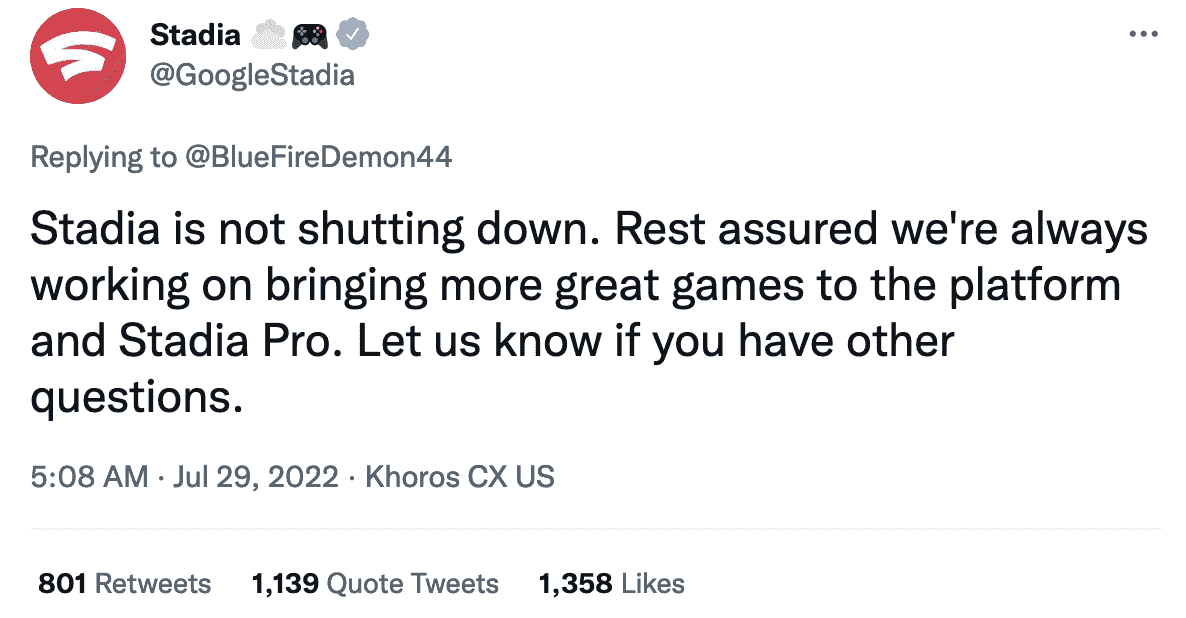 Stadia ☁️🎮
@GoogleStadia
Replying to @BlueFireDemon44
Stadia is not shutting down. Rest assured we're always
working on bringing more great games to the platform
and Stadia Pro. Let us know if you have other
questions.
5:08 AM · Jul 29, 2022 · Khoros CX US
801 Retweets 1,139 Quote Tweets 1,358 Likes